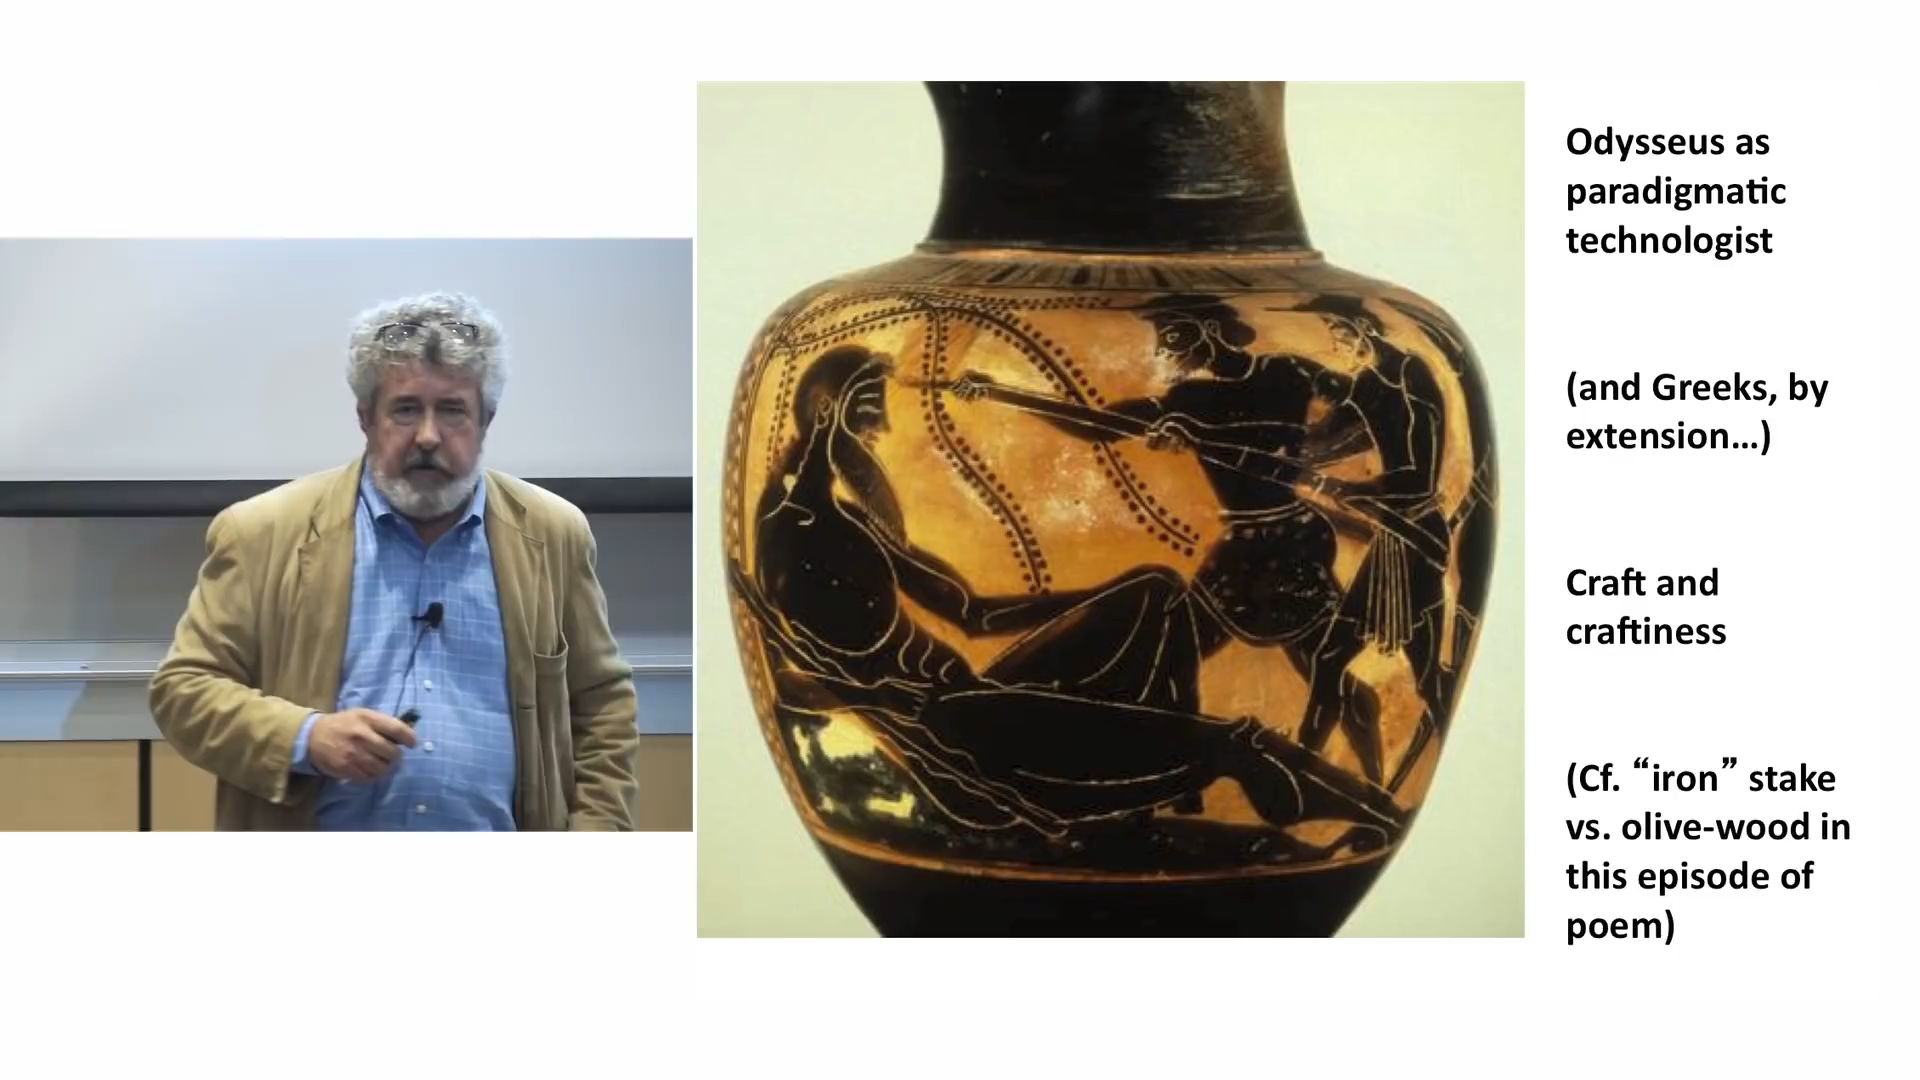 Odysseus as
paradigmatic
technologist
(and Greeks, by
extension...)
Craft and
craftiness
(Cf. “iron” stake
vs. olive-wood in
this episode of
poem)